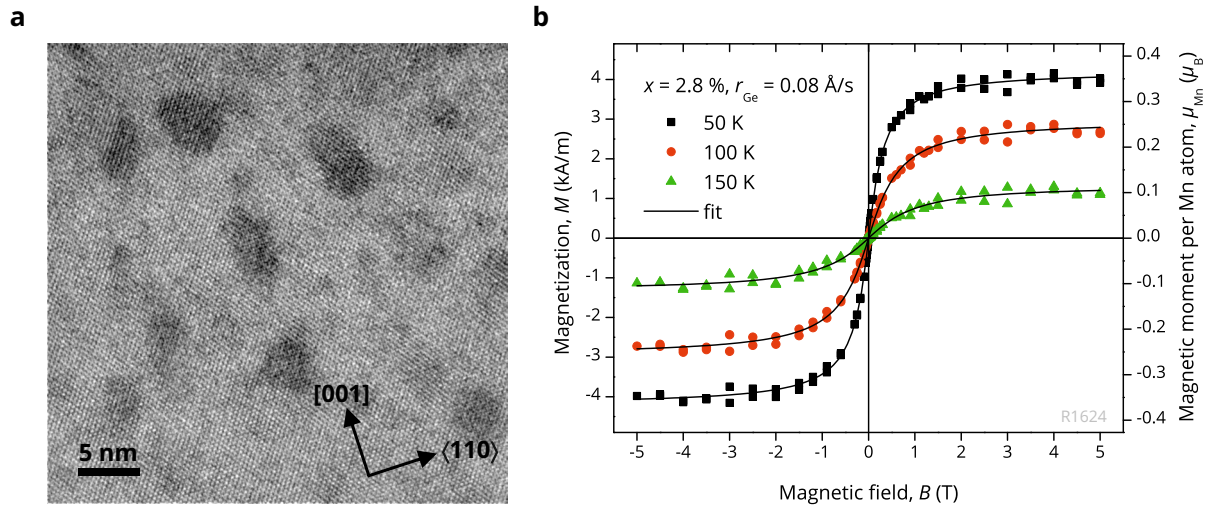 a
[001]
⟨110⟩
5 nm
b
x = 2.8 %, rGe = 0.08 Å/s
50 K
100 K
150 K
fit
Magnetization, M (kA/m)
4
3
2
1
0
-1
-2
-3
-4
-5 -4 -3 -2 -1 0 1 2 3 4 5
Magnetic field, B (T)
0.4
0.3
0.2
0.1
0.0
-0.1
-0.2
-0.3
-0.4
Magnetic moment per Mn atom, μMn (μB)
R1624